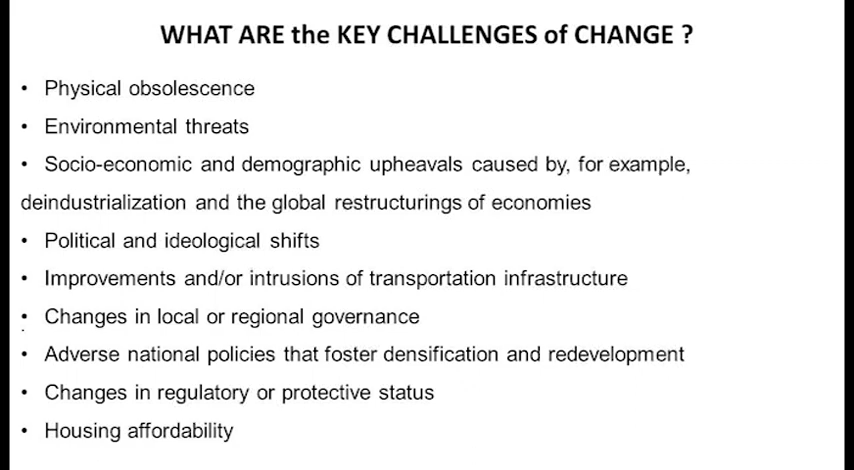 WHAT ARE the KEY CHALLENGES of CHANGE ?
• Physical obsolescence
• Environmental threats
• Socio-economic and demographic upheavals caused by, for example,
deindustrialization and the global restructurings of economies
• Political and ideological shifts
• Improvements and/or intrusions of transportation infrastructure
• Changes in local or regional governance
• Adverse national policies that foster densification and redevelopment
• Changes in regulatory or protective status
• Housing affordability